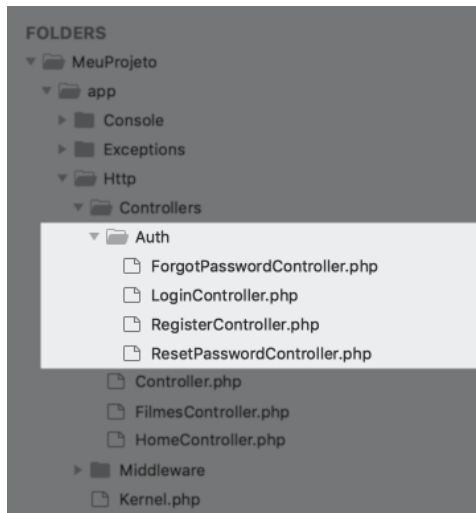 FOLDERS
MeuProjeto
app
Console
Exceptions
Http
Controllers
Auth
ForgotPasswordController.php
LoginController.php
RegisterController.php
ResetPasswordController.php
Controller.php
FilmesController.php
HomeController.php
Middleware
Kernel.php